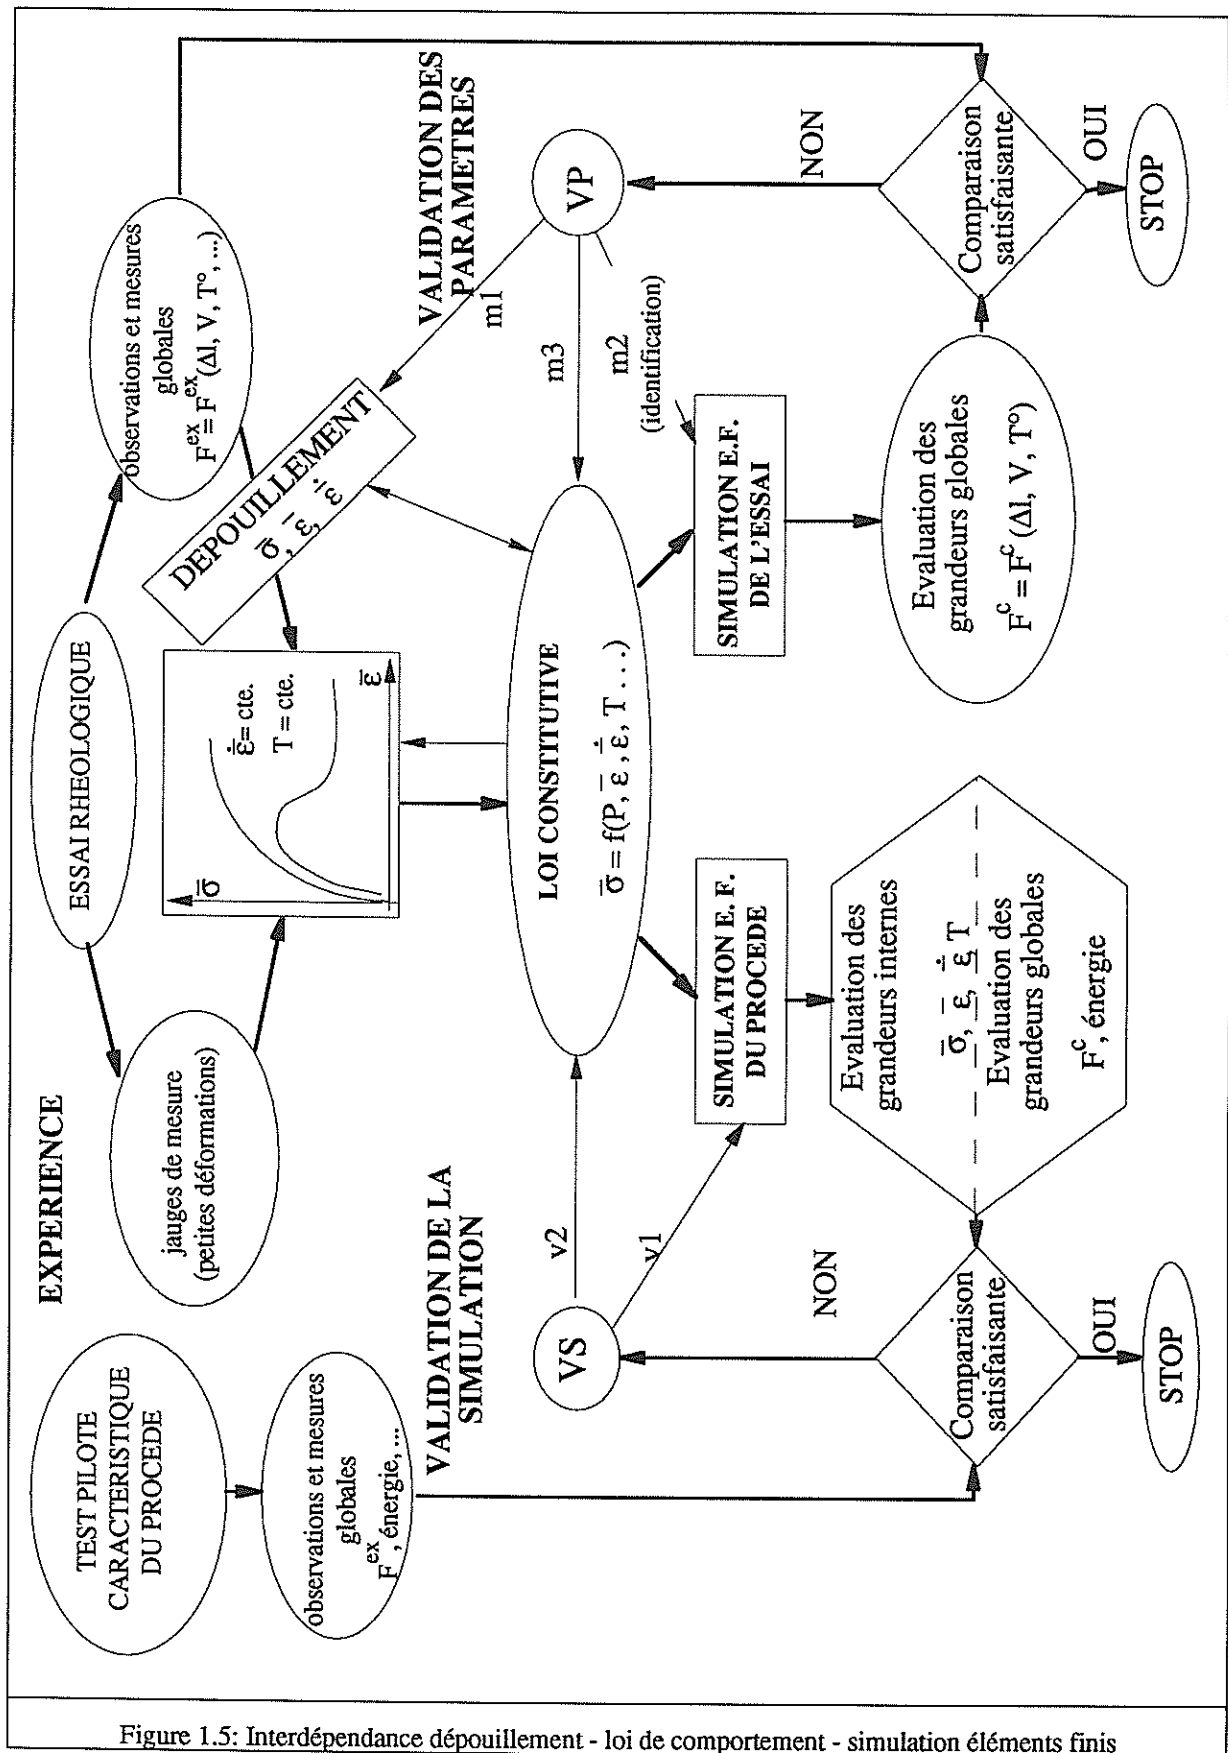 EXPERIENCE
TEST PILOTE
CARACTERISTIQUE
DU PROCEDE
observations et mesures
globales
F^ex, énergie, ...
ESSAI RHEOLOGIQUE
jauges de mesure
(petites déformations)
observations et mesures
globales
F^ex = F^ex (Δl, V, T°, ...)
σ̅
ε̅̇ = cte.
T = cte.
ε̅
DEPOUILLEMENT
σ̅, ε̅, ε̅̇
VALIDATION DE LA
SIMULATION
VALIDATION DES
PARAMETRES
VS
v2
v1
LOI CONSTITUTIVE
σ̅ = f(P, ε̅, ε̅̇, T ....)
VP
m1
m3
m2
(identification)
SIMULATION E. F.
DU PROCEDE
SIMULATION E.F.
DE L'ESSAI
NON
Comparaison
satisfaisante
OUI
STOP
Evaluation des
grandeurs internes
σ̅, ε̅, ε̅̇, T
Evaluation des
grandeurs globales
F^c, énergie
Evaluation des
grandeurs globales
F^c = F^c (Δl, V, T°)
NON
Comparaison
satisfaisante
OUI
STOP
Figure 1.5: Interdépendance dépouillement - loi de comportement - simulation éléments finis